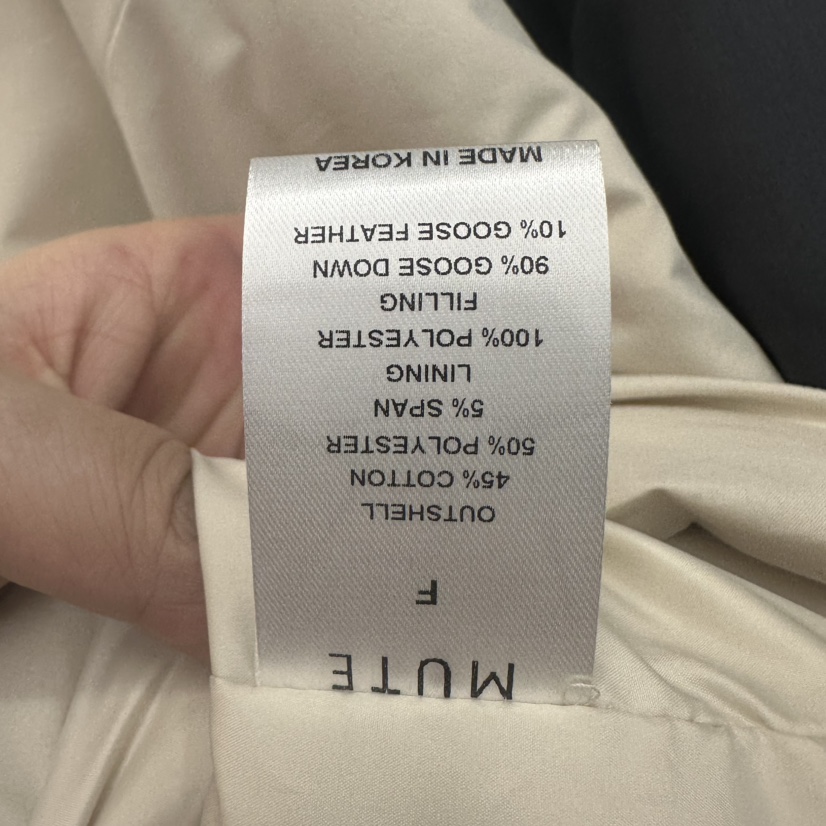 MUTE
F
OUTSHELL
45% COTTON
50% POLYESTER
5% SPAN
LINING
100% POLYESTER
FILLING
90% GOOSE DOWN
10% GOOSE FEATHER
MADE IN KOREA